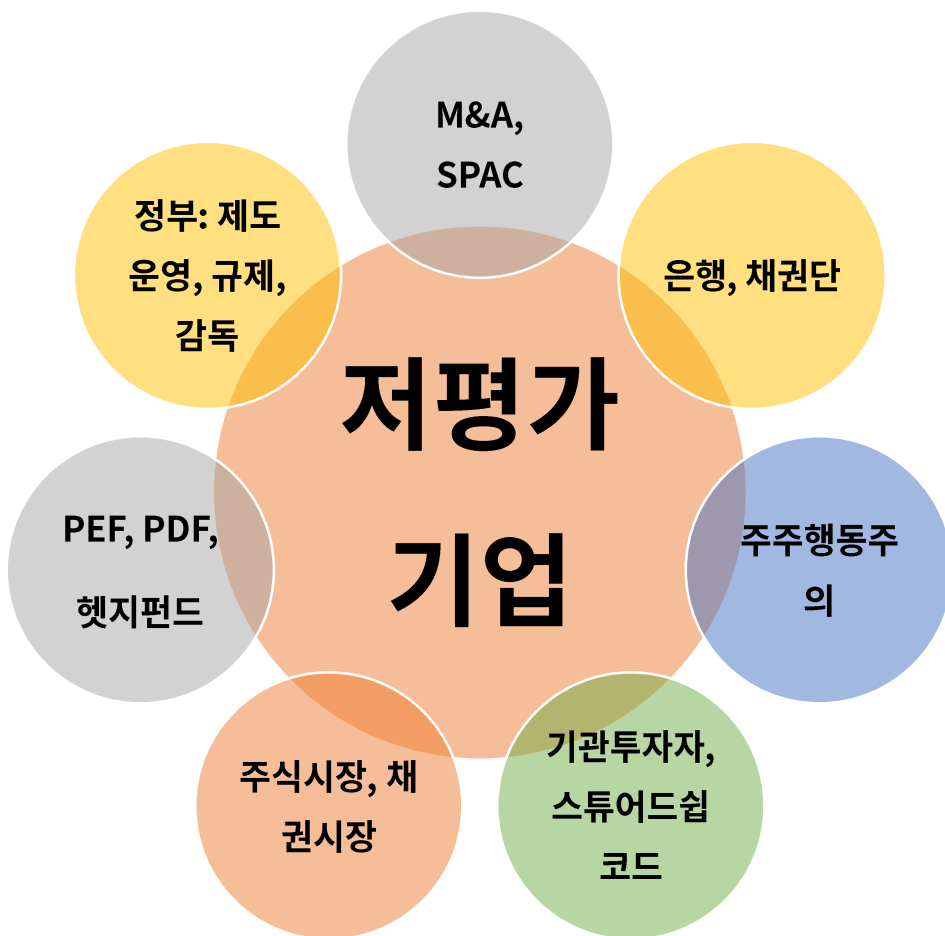 M&A,
SPAC
은행, 채권단
주주행동주
의
기관투자자,
스튜어드쉽
코드
주식시장, 채
권시장
PEF, PDF,
헷지펀드
정부: 제도
운영, 규제,
감독
저평가
기업